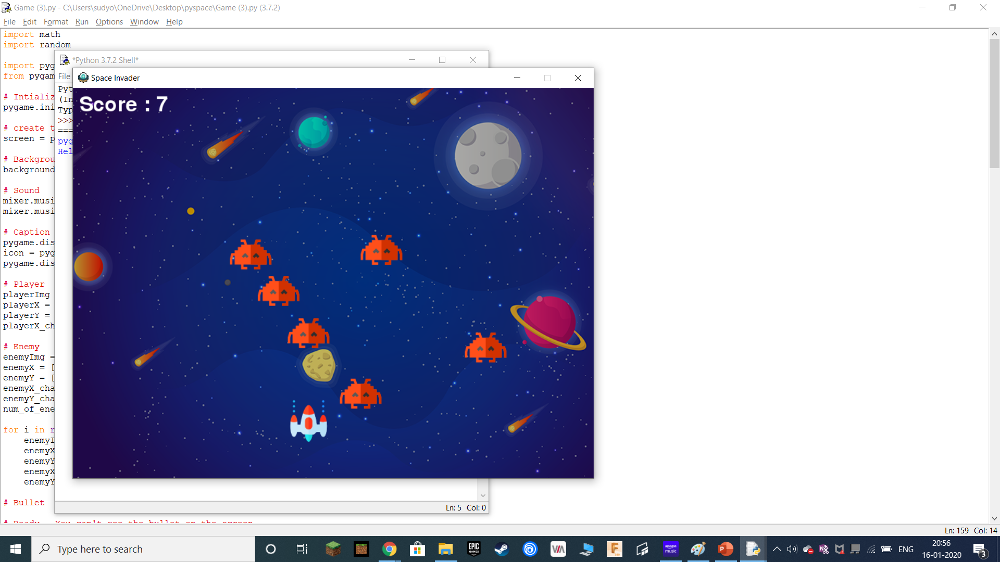 Game (3).py - C:\Users\sudyo\OneDrive\Desktop\pyspace\Game (3).py (3.7.2)
File Edit Format Run Options Window Help
import math
import random
*Python 3.7.2 Shell*
import pyg
from pygam
File
Space Invader
Pyt
(In
Typ
>>>
===
pyg
Hel
Score : 7
# Intializ
pygame.ini
# create t
screen = p
# Backgrou
background
# Sound
mixer.musi
mixer.musi
# Caption
pygame.dis
icon = pyg
pygame.dis
# Player
playerImg
playerX =
playerY =
playerX_ch
# Enemy
enemyImg =
enemyX = [
enemyY = [
enemyX_cha
enemyY_cha
num_of_ene
for i in r
enemyI
enemyX
enemyY
enemyX
enemyY
# Bullet
Ln: 5 Col: 0
# Ready - You can't see the bullet on the screen
Ln: 159 Col: 14
Type here to search
EPIC GAMES
VIA
amazon music
ENG
20:56
16-01-2020
3